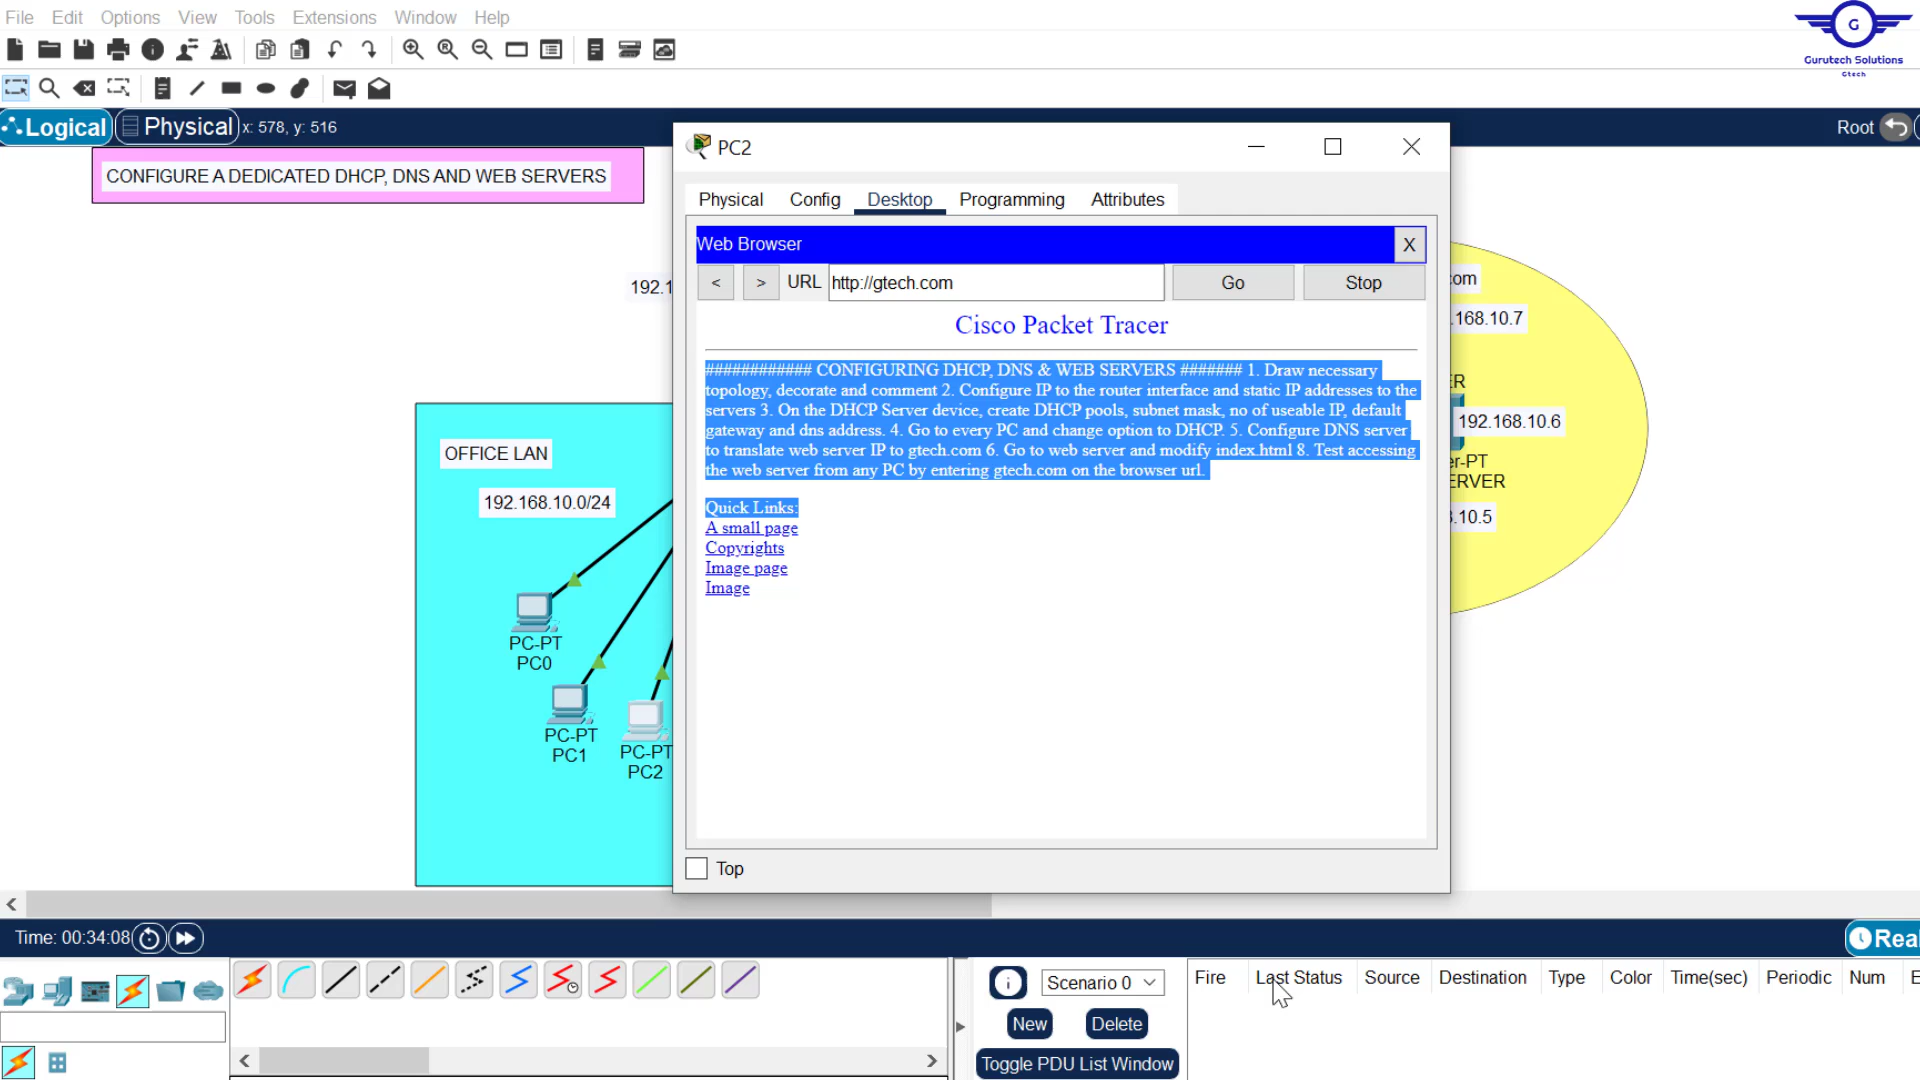 File Edit Options View Tools Extensions Window Help
G
Gurutech Solutions
Gtech
Logical Physical x: 578, y: 516 Root
CONFIGURE A DEDICATED DHCP, DNS AND WEB SERVERS
PC2
Physical Config Desktop Programming Attributes
Web Browser X
< > URL http://gtech.com Go Stop
Cisco Packet Tracer
############ CONFIGURING DHCP, DNS & WEB SERVERS ####### 1. Draw necessary
topology, decorate and comment 2. Configure IP to the router interface and static IP addresses to the
servers 3. On the DHCP Server device, create DHCP pools, subnet mask, no of useable IP, default
gateway and dns address. 4. Go to every PC and change option to DHCP. 5. Configure DNS server
to translate web server IP to gtech.com 6. Go to web server and modify index.html 8. Test accessing
the web server from any PC by entering gtech.com on the browser url.
Quick Links:
A small page
Copyrights
Image page
Image
Top
192.1
OFFICE LAN
192.168.10.0/24
PC-PT
PC0
PC-PT
PC1
PC-PT
PC2
com
.168.10.7
ER
192.168.10.6
er-PT
ERVER
.10.5
Time: 00:34:08 Real
Scenario 0
New Delete
Toggle PDU List Window
Fire Last Status Source Destination Type Color Time(sec) Periodic Num E